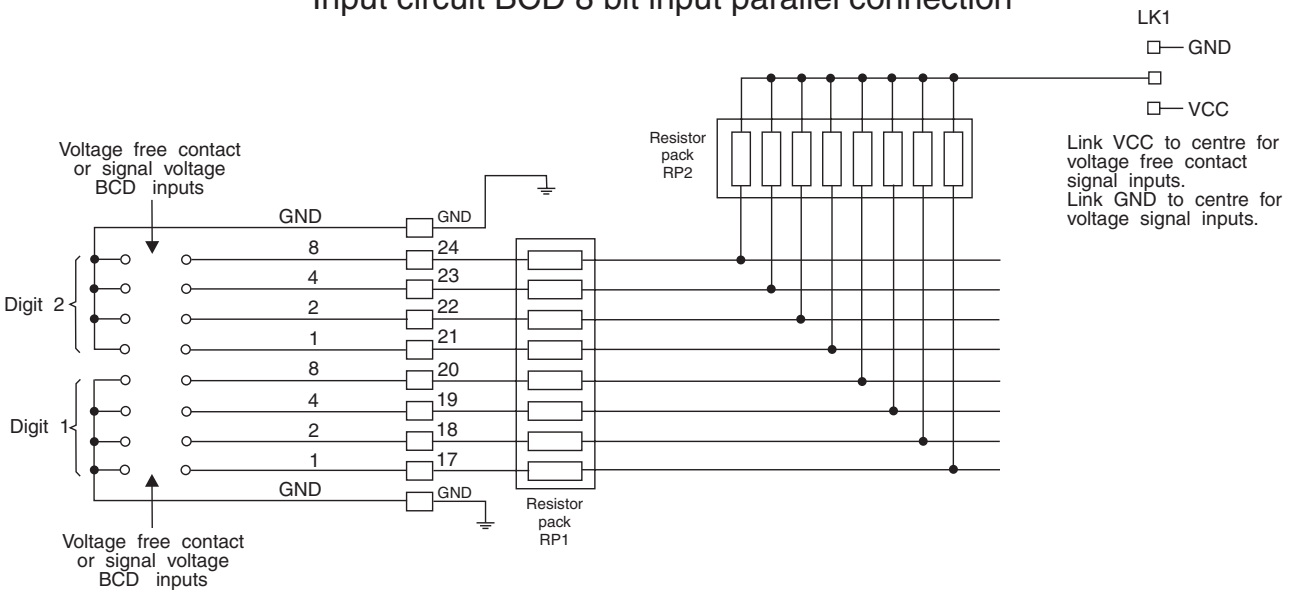 Input circuit BCD 8 bit input parallel connection
LK1
GND
VCC
Link VCC to centre for
voltage free contact
signal inputs.
Link GND to centre for
voltage signal inputs.
Resistor
pack
RP2
Voltage free contact
or signal voltage
BCD inputs
GND
GND
8
24
4
23
Digit 2
2
22
1
21
8
20
4
19
Digit 1
2
18
1
17
GND
GND
Resistor
pack
RP1
Voltage free contact
or signal voltage
BCD inputs